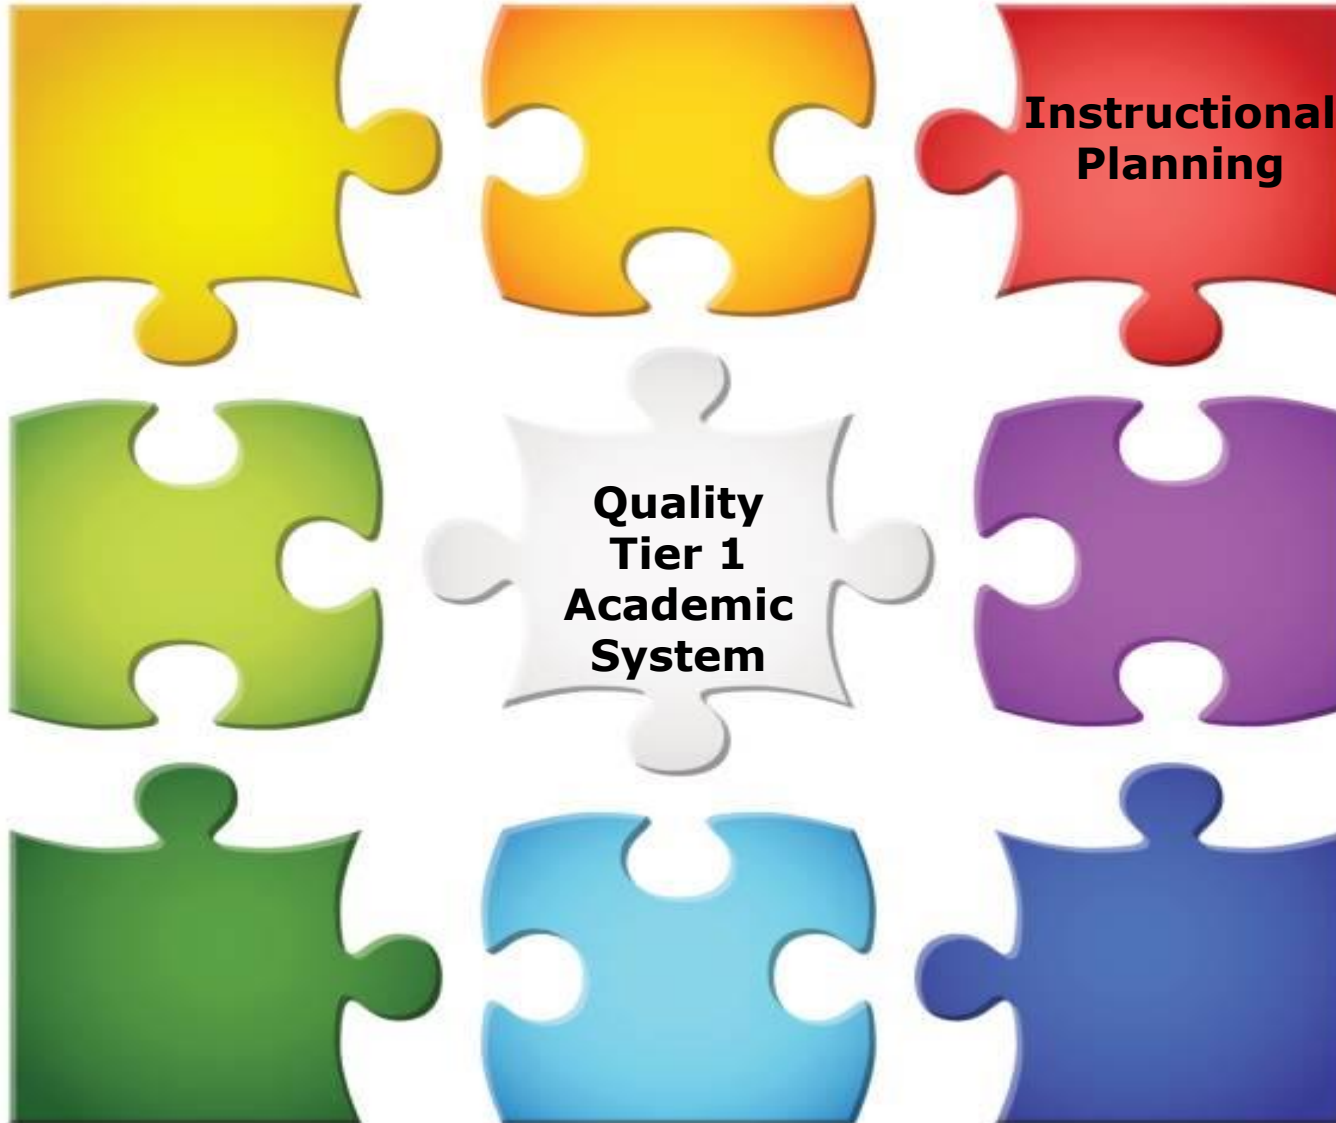 Instructional
Planning
Quality
Tier 1
Academic
System